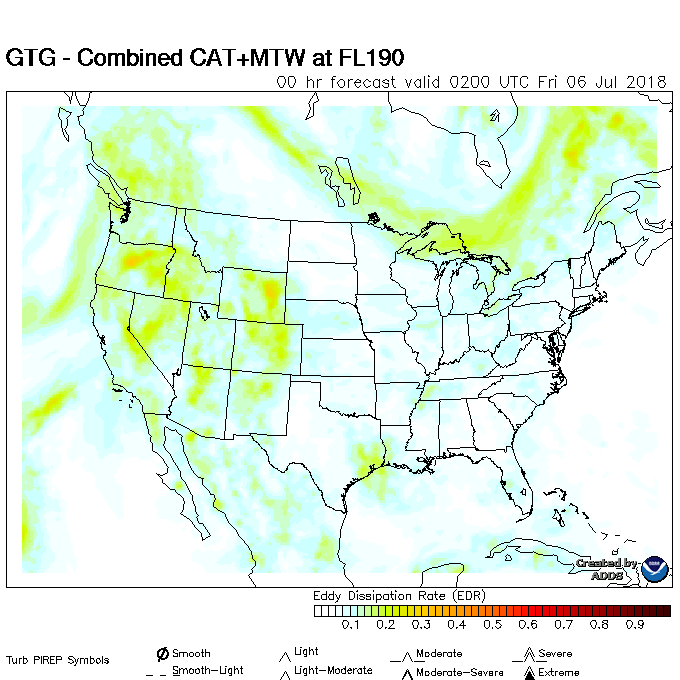 GTG - Combined CAT+MTW at FL190
00 hr forecast valid 0200 UTC Fri 06 Jul 2018
Created by
ADDS
Eddy Dissipation Rate (EDR)
0.1 0.2 0.3 0.4 0.5 0.6 0.7 0.8 0.9
Turb PIREP Symbols
Smooth
Light
Moderate
Severe
Smooth-Light
Light-Moderate
Moderate-Severe
Extreme